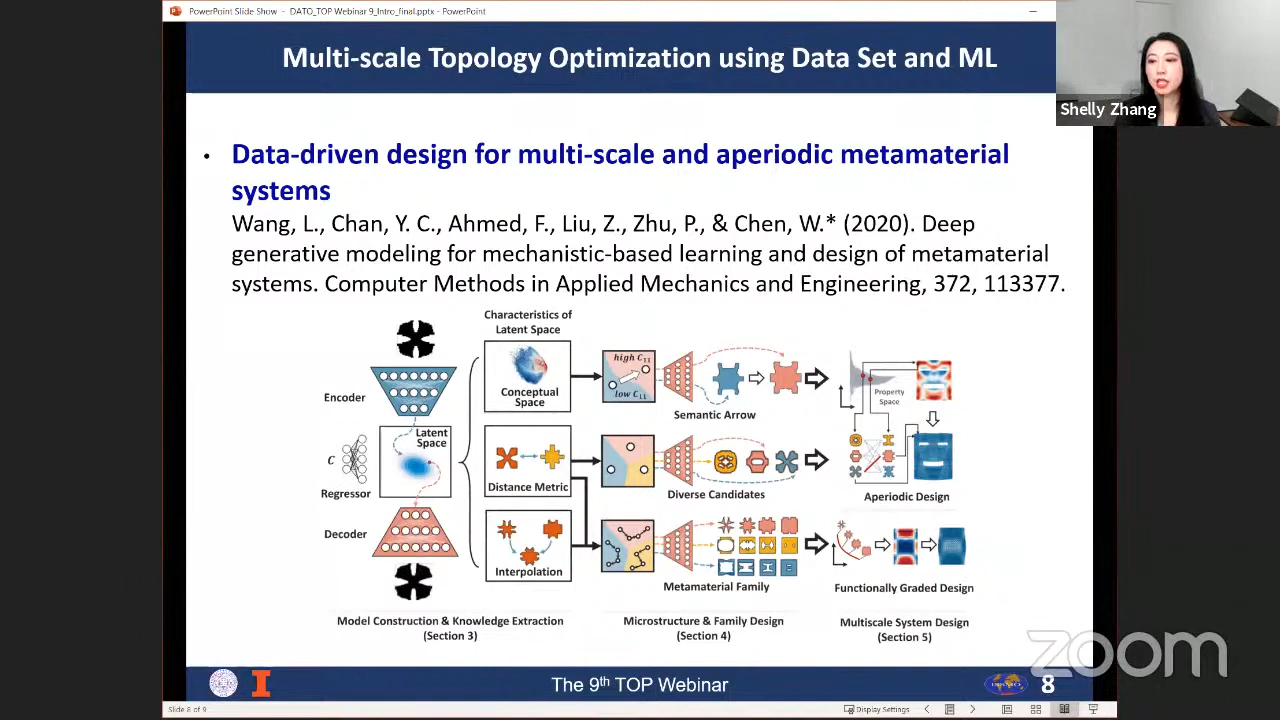 PowerPoint Slide Show - DATO_TOP Webinar 9_Intro_final.pptx - PowerPoint
Multi-scale Topology Optimization using Data Set and ML
Shelly Zhang
• Data-driven design for multi-scale and aperiodic metamaterial
systems
Wang, L., Chan, Y. C., Ahmed, F., Liu, Z., Zhu, P., & Chen, W.* (2020). Deep
generative modeling for mechanistic-based learning and design of metamaterial
systems. Computer Methods in Applied Mechanics and Engineering, 372, 113377.
Encoder
C
Regressor
Latent
Space
Decoder
Characteristics of
Latent Space
Conceptual
Space
Distance Metric
Interpolation
Model Construction & Knowledge Extraction
(Section 3)
high C11
low C11
Semantic Arrow
Diverse Candidates
Metamaterial Family
Microstructure & Family Design
(Section 4)
Property
Space
Aperiodic Design
Functionally Graded Design
Multiscale System Design
(Section 5)
zoom
I
The 9th TOP Webinar
8
Slide 8 of 9
Display Settings